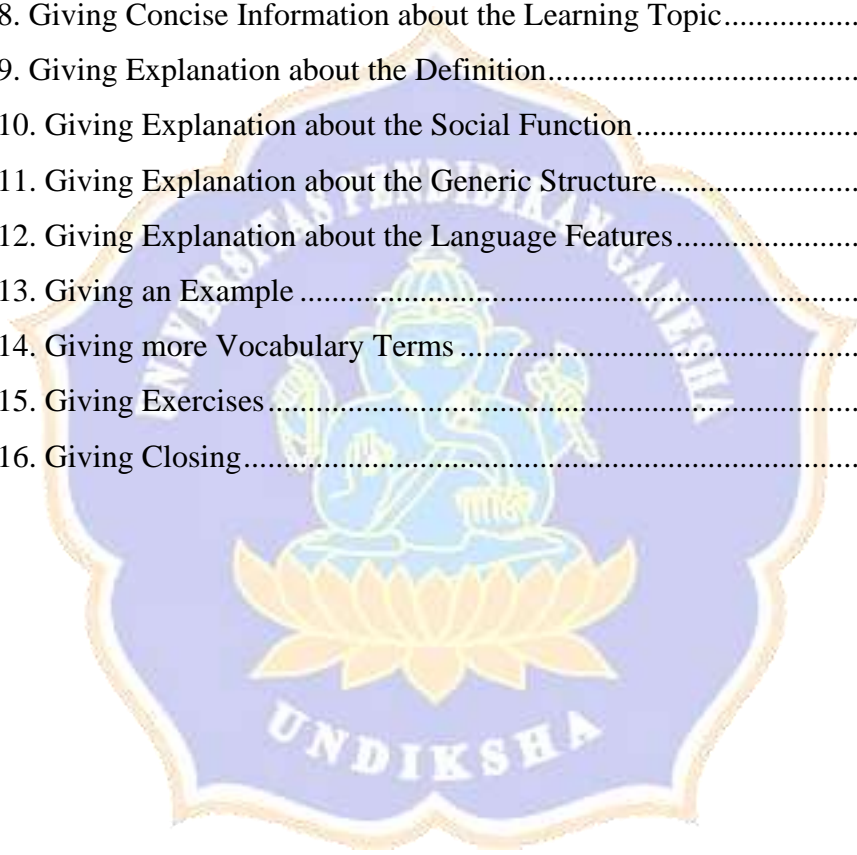 8. Giving Concise Information about the Learning Topic.................
9. Giving Explanation about the Definition.......................................
10. Giving Explanation about the Social Function............................
11. Giving Explanation about the Generic Structure.........................
12. Giving Explanation about the Language Features.......................
13. Giving an Example ......................................................................
14. Giving more Vocabulary Terms ..................................................
15. Giving Exercises..........................................................................
16. Giving Closing.............................................................................
UNIVERSITAS PENDIDIKAN GANESHA
UNDIKSHA